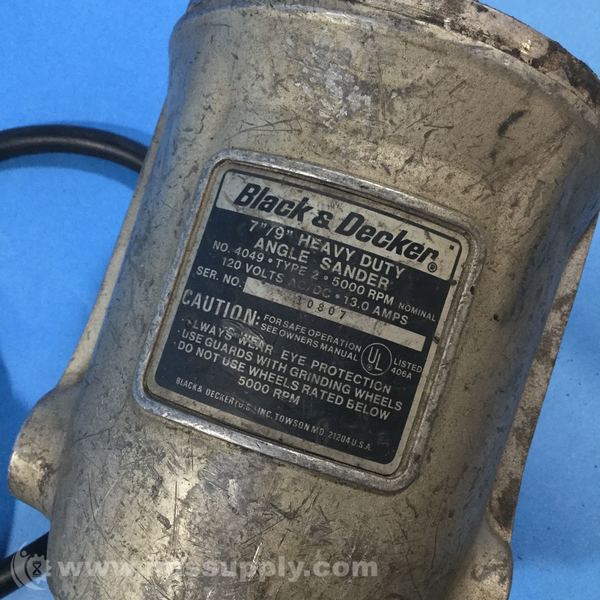 Black & Decker®
7"/9" HEAVY DUTY
ANGLE SANDER
NO. 4049 • TYPE 2 • 5000 RPM NOMINAL
120 VOLTS AC/DC • 13.0 AMPS
SER. NO. 30807
CAUTION: FOR SAFE OPERATION
SEE OWNERS MANUAL
UL LISTED
406A
• ALWAYS WEAR EYE PROTECTION
• USE GUARDS WITH GRINDING WHEELS
• DO NOT USE WHEELS RATED BELOW
5000 RPM
BLACK & DECKER INC. TOWSON MD. 21204 U.S.A.